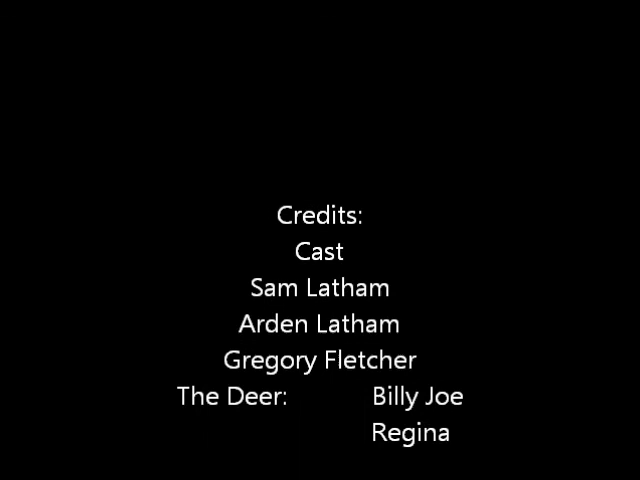 Credits:
Cast
Sam Latham
Arden Latham
Gregory Fletcher
The Deer: Billy Joe
Regina